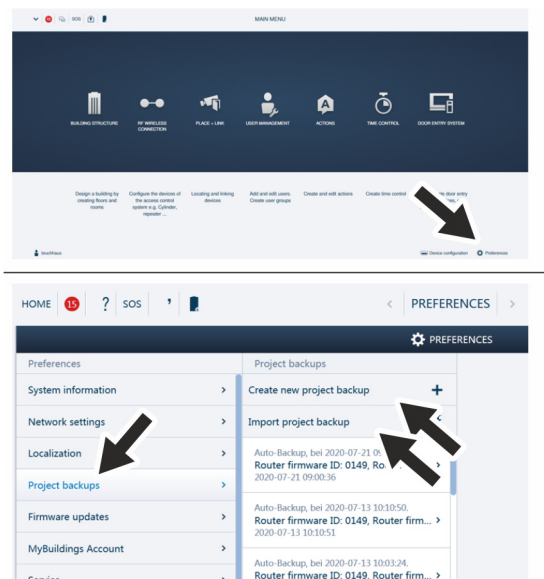 SOS
MAIN MENU
BUILDING STRUCTURE
RF WIRELESS
CONNECTION
PLACE + LINK
USER MANAGEMENT
ACTIONS
TIME CONTROL
DOOR ENTRY SYSTEM
Design a building by
creating floors and
rooms
Configure the devices of
the access control
system e.g. Cylinder,
repeater ...
Locating and linking
devices
Add and edit users.
Create user groups
Create and edit actions
Create time control
door entry
Device configuration
Preferences
HOME 15 ? SOS
< PREFERENCES >
PREFERENCES
Preferences
Project backups
System information
Create new project backup
Network settings
Import project backup
Localization
Auto-Backup, bei 2020-07-21
Router firmware ID: 0149,
2020-07-21 09:00:36
Project backups
Auto-Backup, bei 2020-07-13 10:10:50,
Firmware updates
Router firmware ID: 0149, Router firm...
2020-07-13 10:10:51
MyBuildings Account
Auto-Backup, bei 2020-07-13 10:03:24,
Router firmware ID: 0149, Router firm...